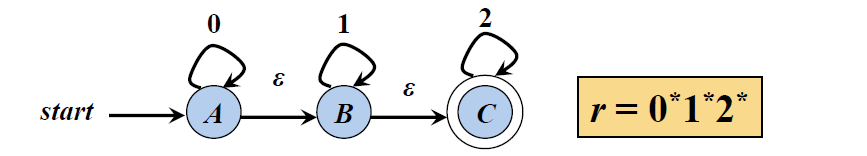 0 1 2
ε ε
start A B C r = 0*1*2*